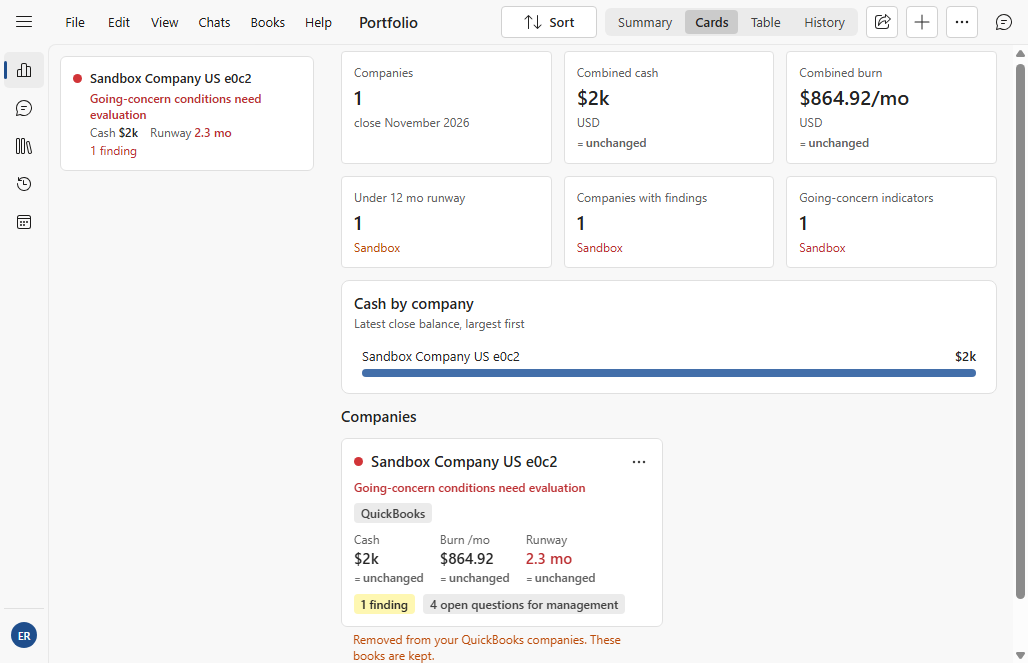 File Edit View Chats Books Help Portfolio Sort Summary Cards Table History
Sandbox Company US e0c2
Going-concern conditions need
evaluation
Cash $2k Runway 2.3 mo
1 finding
Companies
1
close November 2026
Combined cash
$2k
USD
= unchanged
Combined burn
$864.92/mo
USD
= unchanged
Under 12 mo runway
1
Sandbox
Companies with findings
1
Sandbox
Going-concern indicators
1
Sandbox
Cash by company
Latest close balance, largest first
Sandbox Company US e0c2 $2k
Companies
Sandbox Company US e0c2
Going-concern conditions need evaluation
QuickBooks
Cash Burn /mo Runway
$2k $864.92 2.3 mo
= unchanged = unchanged = unchanged
1 finding 4 open questions for management
Removed from your QuickBooks companies. These
books are kept.
ER